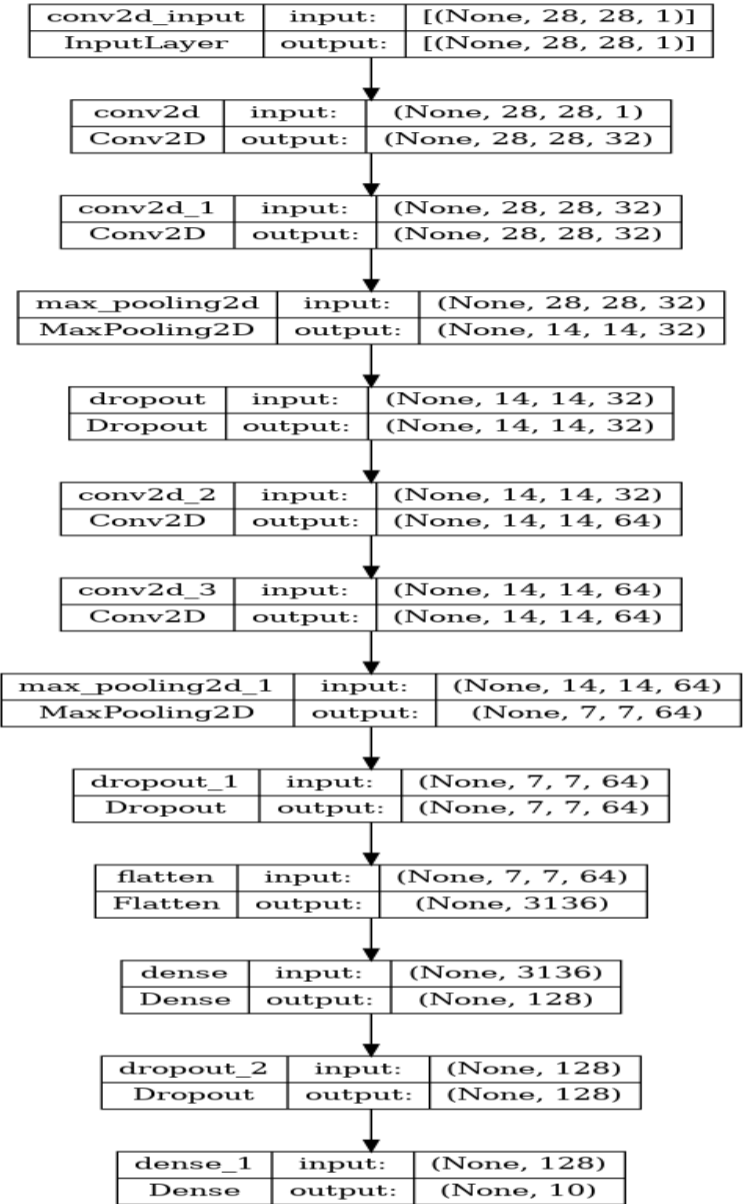 conv2d_input input: [(None, 28, 28, 1)]
InputLayer output: [(None, 28, 28, 1)]
conv2d input: (None, 28, 28, 1)
Conv2D output: (None, 28, 28, 32)
conv2d_1 input: (None, 28, 28, 32)
Conv2D output: (None, 28, 28, 32)
max_pooling2d input: (None, 28, 28, 32)
MaxPooling2D output: (None, 14, 14, 32)
dropout input: (None, 14, 14, 32)
Dropout output: (None, 14, 14, 32)
conv2d_2 input: (None, 14, 14, 32)
Conv2D output: (None, 14, 14, 64)
conv2d_3 input: (None, 14, 14, 64)
Conv2D output: (None, 14, 14, 64)
max_pooling2d_1 input: (None, 14, 14, 64)
MaxPooling2D output: (None, 7, 7, 64)
dropout_1 input: (None, 7, 7, 64)
Dropout output: (None, 7, 7, 64)
flatten input: (None, 7, 7, 64)
Flatten output: (None, 3136)
dense input: (None, 3136)
Dense output: (None, 128)
dropout_2 input: (None, 128)
Dropout output: (None, 128)
dense_1 input: (None, 128)
Dense output: (None, 10)